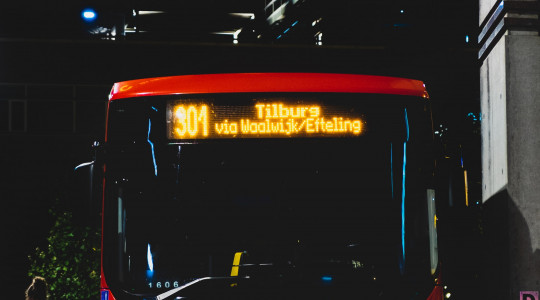 301
Tilburg
via Waalwijk/Efteling
1606